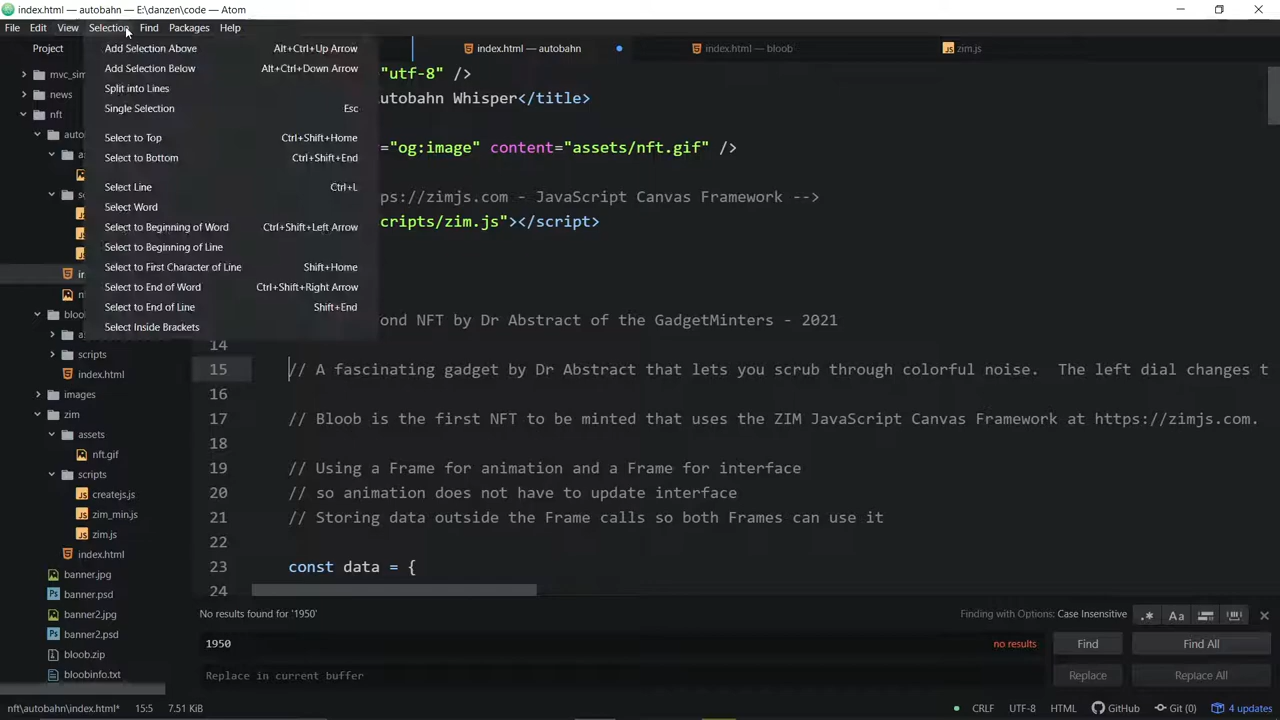 index.html — autobahn — E:\danzen\code — Atom
File Edit View Selection Find Packages Help
Project
index.html — autobahn
index.html — bloob
zim.js
Add Selection Above Alt+Ctrl+Up Arrow
Add Selection Below Alt+Ctrl+Down Arrow
Split into Lines
Single Selection Esc
Select to Top Ctrl+Shift+Home
Select to Bottom Ctrl+Shift+End
Select Line Ctrl+L
Select Word
Select to Beginning of Word Ctrl+Shift+Left Arrow
Select to Beginning of Line
Select to First Character of Line Shift+Home
Select to End of Word Ctrl+Shift+Right Arrow
Select to End of Line Shift+End
Select Inside Brackets
mvc_sim
news
nft
auto
bloo
scripts
index.html
images
zim
assets
nft.gif
scripts
createjs.js
zim_min.js
zim.js
index.html
banner.jpg
banner.psd
banner2.jpg
banner2.psd
bloob.zip
bloobinfo.txt
"utf-8" />
utobahn Whisper</title>
="og:image" content="assets/nft.gif" />
ps://zimjs.com - JavaScript Canvas Framework -->
cripts/zim.js"></script>
ond NFT by Dr Abstract of the GadgetMinters - 2021
14
15 // A fascinating gadget by Dr Abstract that lets you scrub through colorful noise.  The left dial changes t
16
17 // Bloob is the first NFT to be minted that uses the ZIM JavaScript Canvas Framework at https://zimjs.com.
18
19 // Using a Frame for animation and a Frame for interface
20 // so animation does not have to update interface
21 // Storing data outside the Frame calls so both Frames can use it
22
23 const data = {
24
No results found for '1950'
Finding with Options: Case Insensitive
.* Aa
1950 no results
Find Find All
Replace in current buffer
Replace Replace All
nft\autobahn\index.html* 15:5 7.51 KiB
CRLF UTF-8 HTML GitHub Git (0) 4 updates